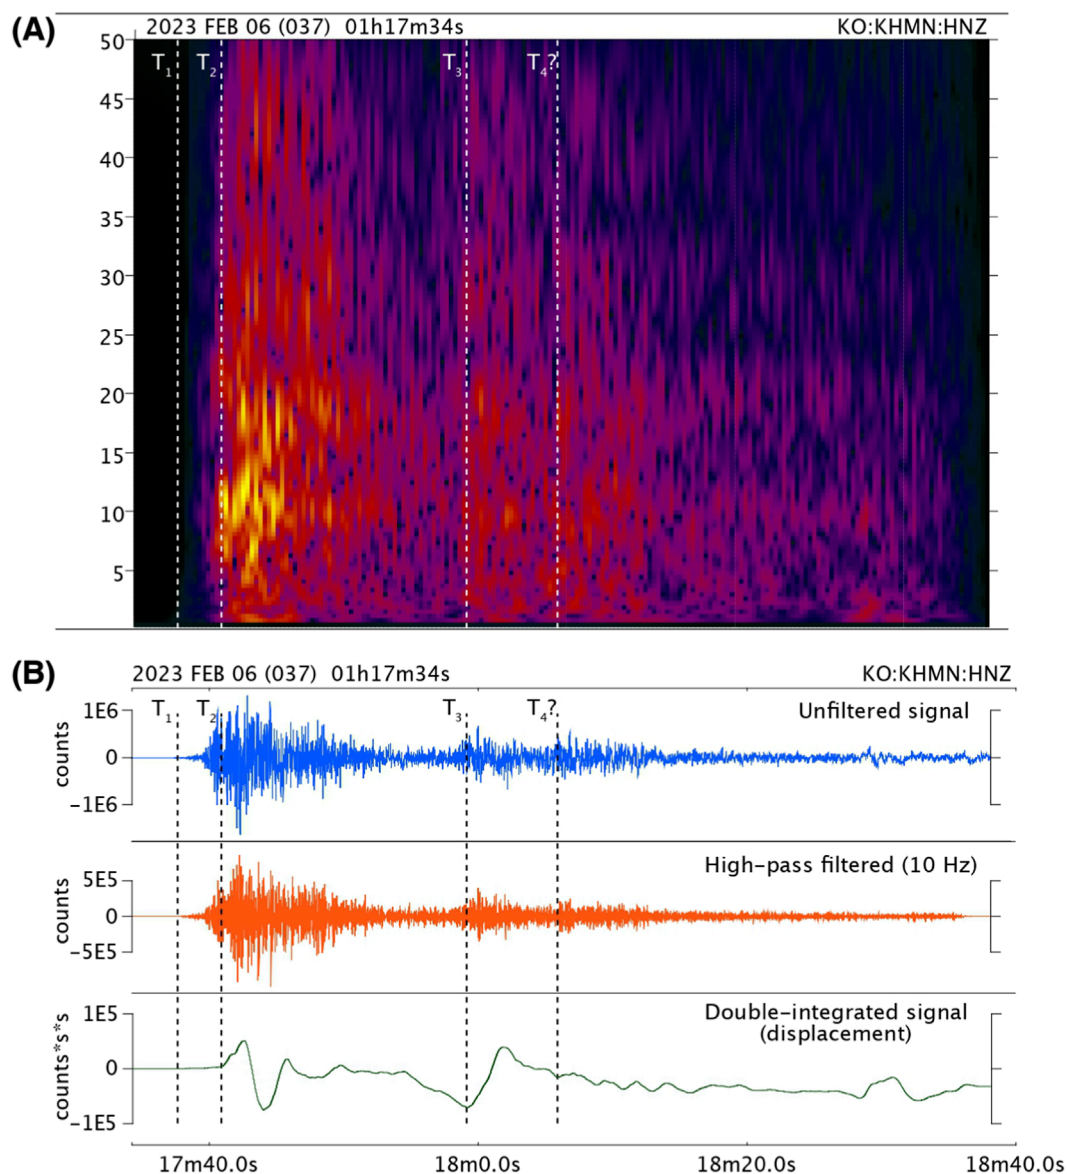 (A)
2023 FEB 06 (037) 01h17m34s KO:KHMN:HNZ
50
T1 T2 T3 T4?
45
40
35
30
25
20
15
10
5
(B)
2023 FEB 06 (037) 01h17m34s KO:KHMN:HNZ
T1 T2 T3 T4? Unfiltered signal
1E6
counts
0
-1E6
High-pass filtered (10 Hz)
5E5
counts
0
-5E5
Double-integrated signal
(displacement)
1E5
counts*s*s
0
-1E5
17m40.0s 18m0.0s 18m20.0s 18m40.0s